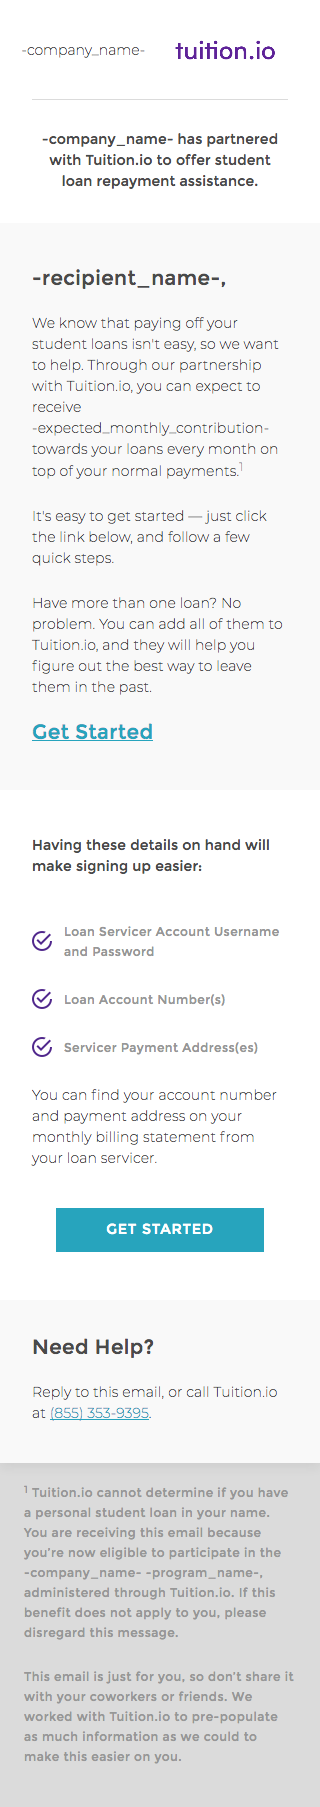 -company_name- tuition.io
-company_name- has partnered
with Tuition.io to offer student
loan repayment assistance.
-recipient_name-,
We know that paying off your
student loans isn't easy, so we want
to help. Through our partnership
with Tuition.io, you can expect to
receive
-expected_monthly_contribution-
towards your loans every month on
top of your normal payments.1
It's easy to get started — just click
the link below, and follow a few
quick steps.
Have more than one loan? No
problem. You can add all of them to
Tuition.io, and they will help you
figure out the best way to leave
them in the past.
Get Started
Having these details on hand will
make signing up easier:
Loan Servicer Account Username
and Password
Loan Account Number(s)
Servicer Payment Address(es)
You can find your account number
and payment address on your
monthly billing statement from
your loan servicer.
GET STARTED
Need Help?
Reply to this email, or call Tuition.io
at (855) 353-9395.
1 Tuition.io cannot determine if you have
a personal student loan in your name.
You are receiving this email because
you're now eligible to participate in the
-company_name- -program_name-,
administered through Tuition.io. If this
benefit does not apply to you, please
disregard this message.
This email is just for you, so don't share it
with your coworkers or friends. We
worked with Tuition.io to pre-populate
as much information as we could to
make this easier on you.